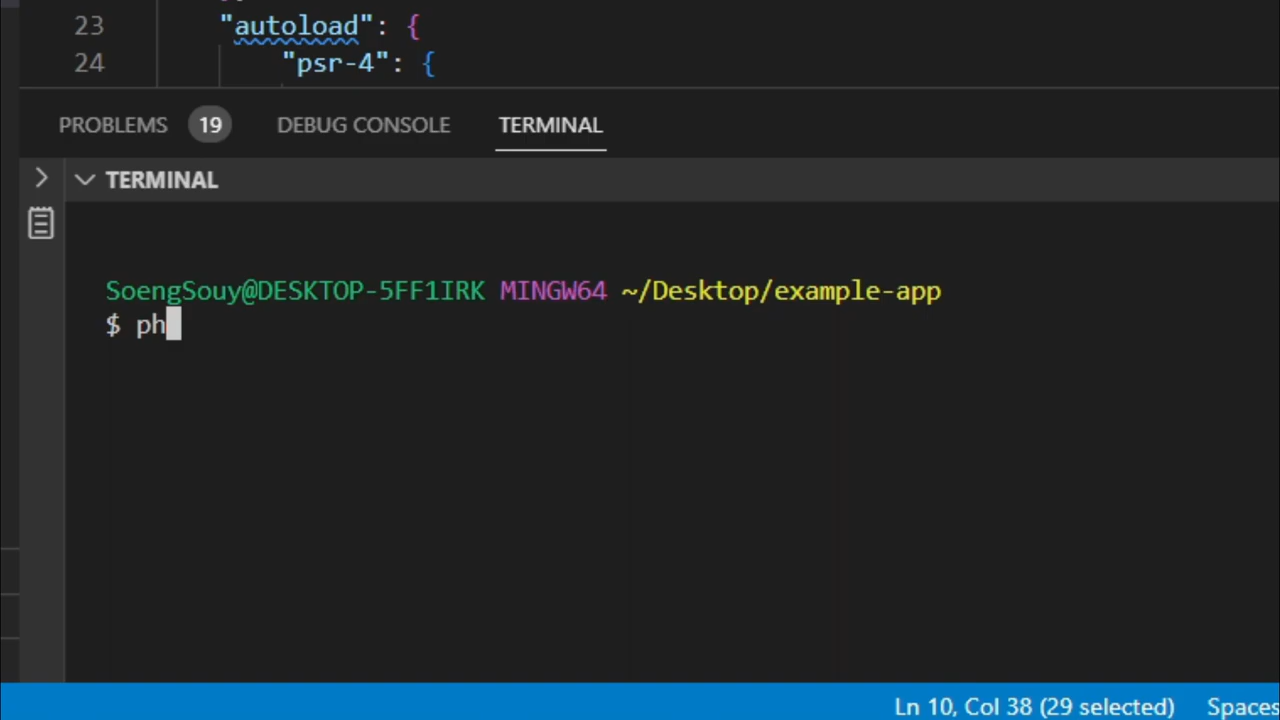 23 "autoload": {
24 "psr-4": {
PROBLEMS 19 DEBUG CONSOLE TERMINAL
TERMINAL
SoengSouy@DESKTOP-5FF1IRK MINGW64 ~/Desktop/example-app
$ ph
Ln 10, Col 38 (29 selected) Spaces